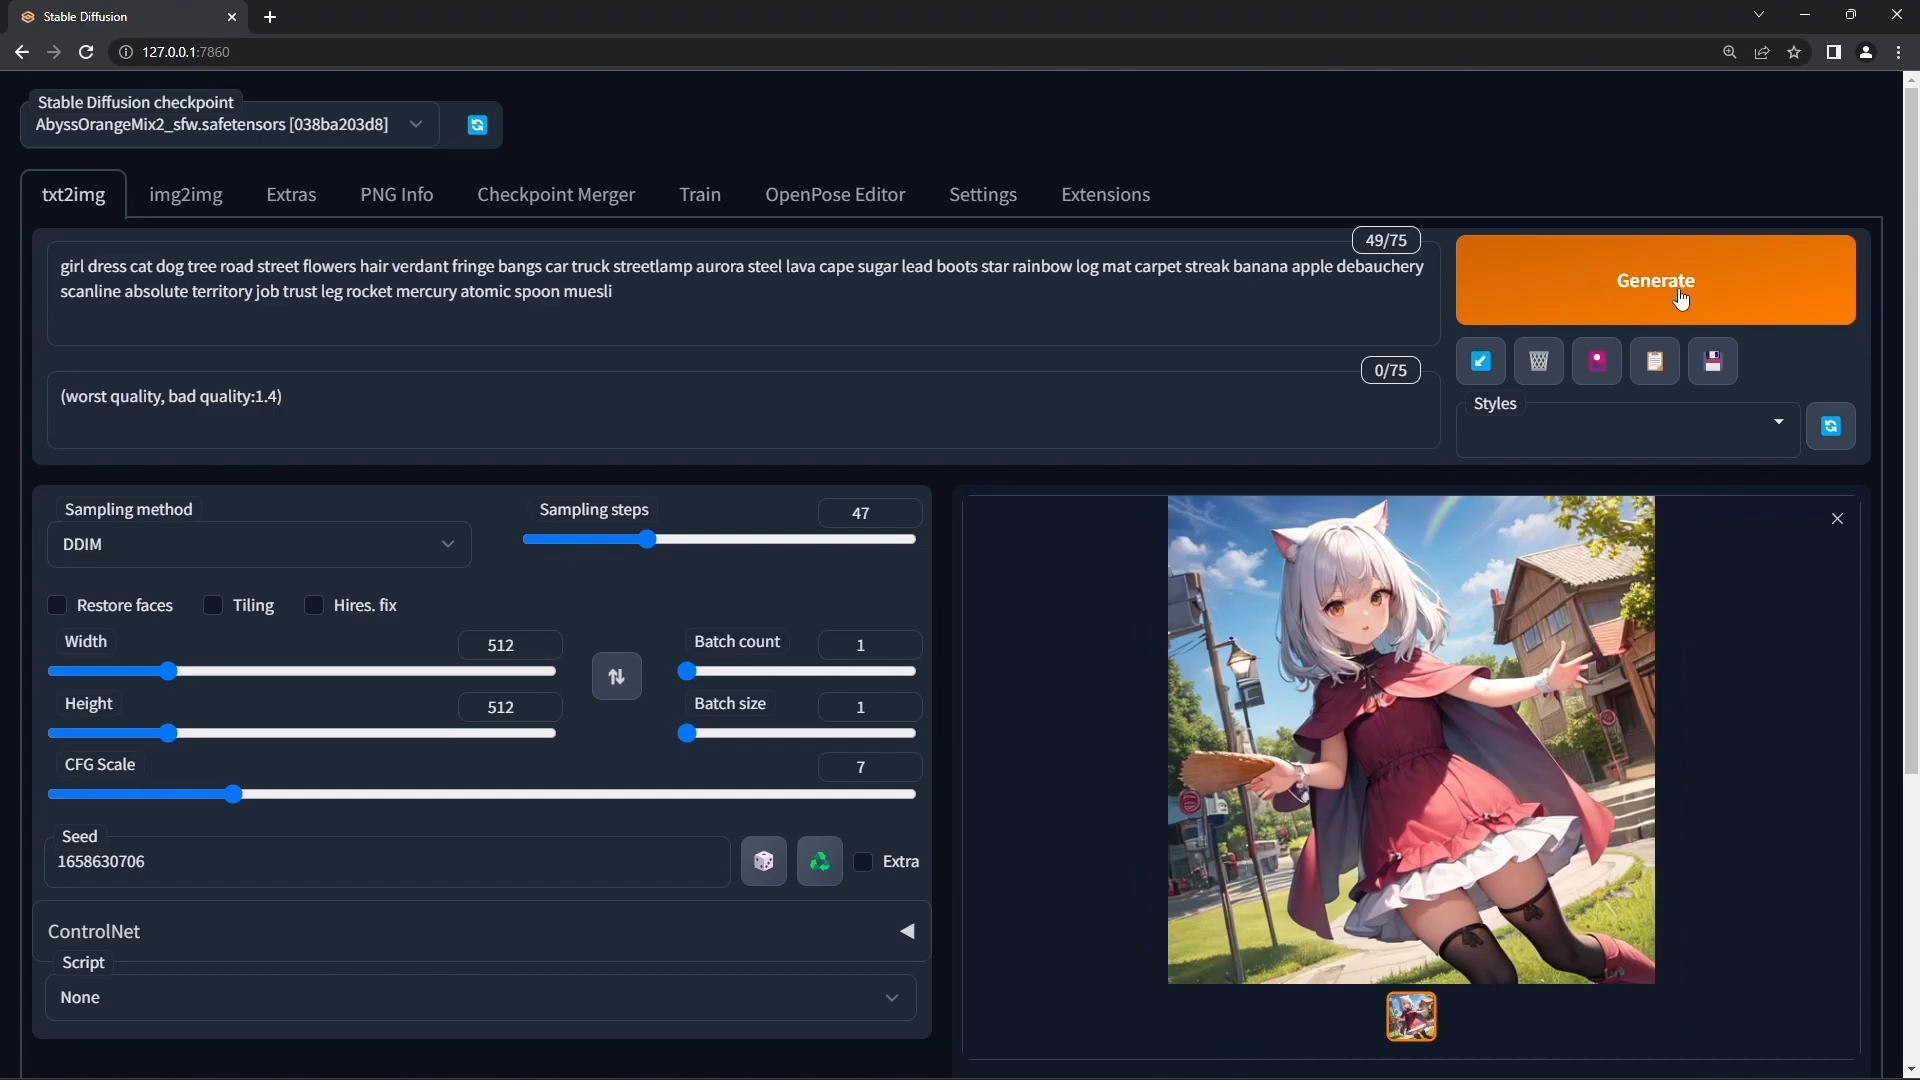 Stable Diffusion
127.0.0.1:7860
Stable Diffusion checkpoint
AbyssOrangeMix2_sfw.safetensors [038ba203d8]
txt2img
img2img
Extras
PNG Info
Checkpoint Merger
Train
OpenPose Editor
Settings
Extensions
49/75
girl dress cat dog tree road street flowers hair verdant fringe bangs car truck streetlamp aurora steel lava cape sugar lead boots star rainbow log mat carpet streak banana apple debauchery
scanline absolute territory job trust leg rocket mercury atomic spoon muesli
Generate
0/75
(worst quality, bad quality:1.4)
Styles
Sampling method
DDIM
Sampling steps
47
Restore faces
Tiling
Hires. fix
Width
512
Batch count
1
Height
512
Batch size
1
CFG Scale
7
Seed
1658630706
Extra
ControlNet
Script
None